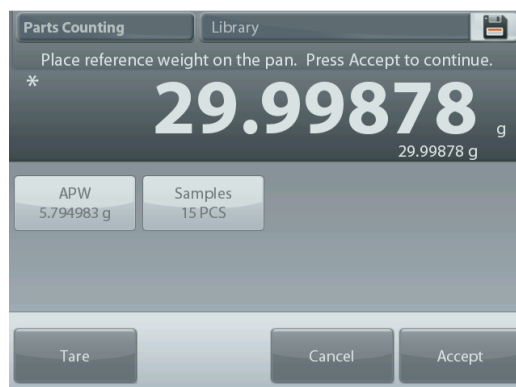 Parts Counting Library
Place reference weight on the pan. Press Accept to continue.
* 29.99878 g
29.99878 g
APW Samples
5.794983 g 15 PCS
Tare Cancel Accept